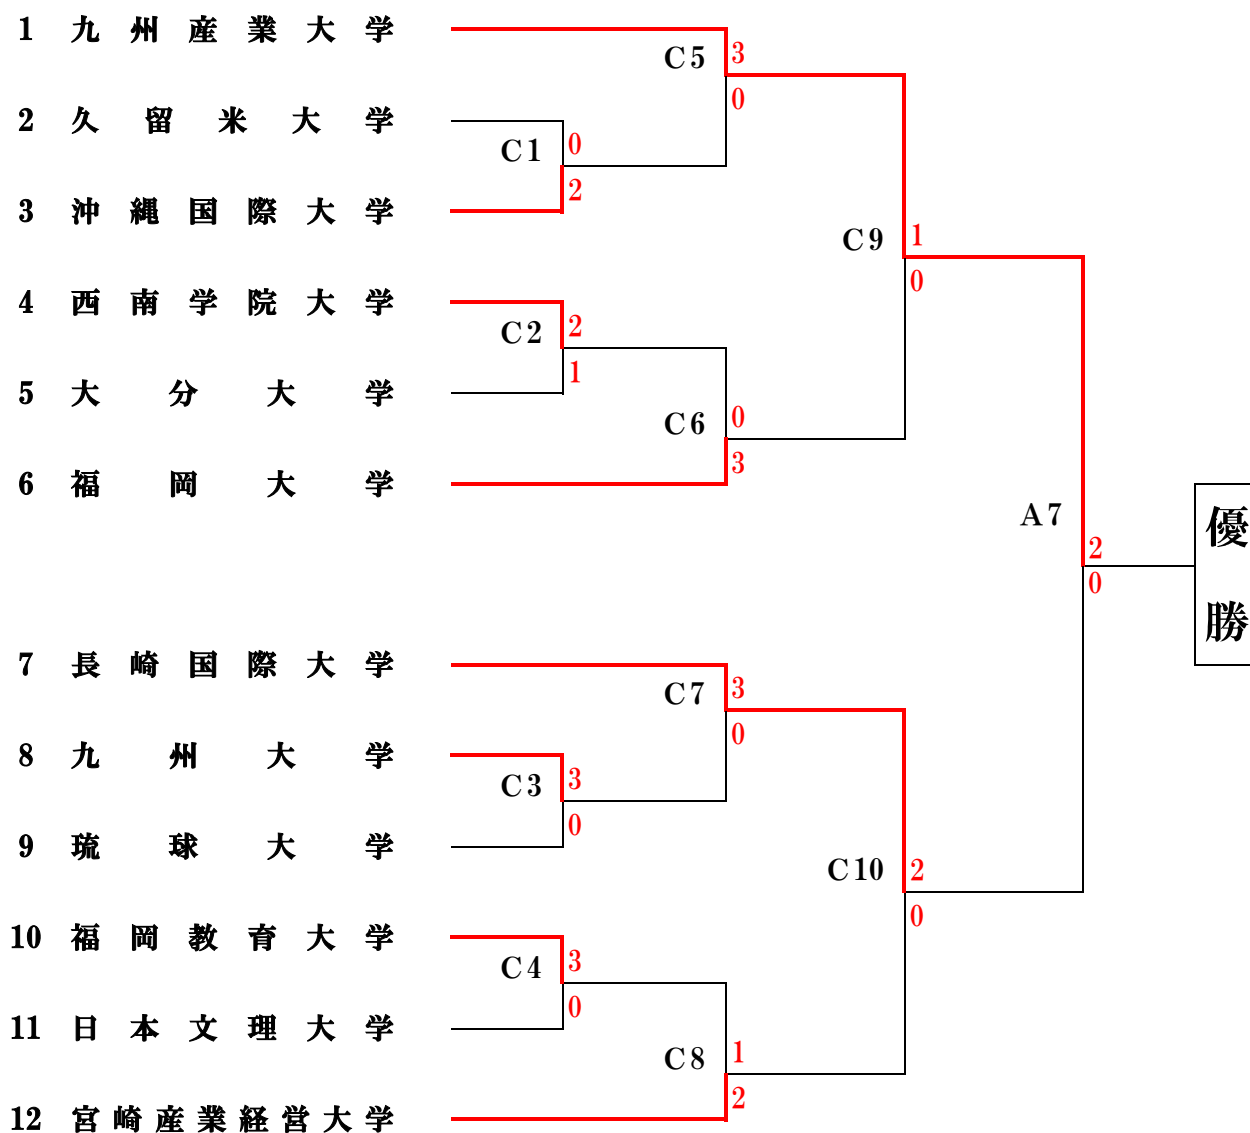 1 九州産業大学
C5 3
0
2 久留米大学
C1 0
2
3 沖縄国際大学
C9 1
0
4 西南学院大学
C2 2
1
5 大分大学
C6 0
3
6 福岡大学
A7 2
0
優勝
7 長崎国際大学
C7 3
0
8 九州大学
C3 3
0
9 琉球大学
C10 2
0
10 福岡教育大学
C4 3
0
11 日本文理大学
C8 1
2
12 宮崎産業経営大学